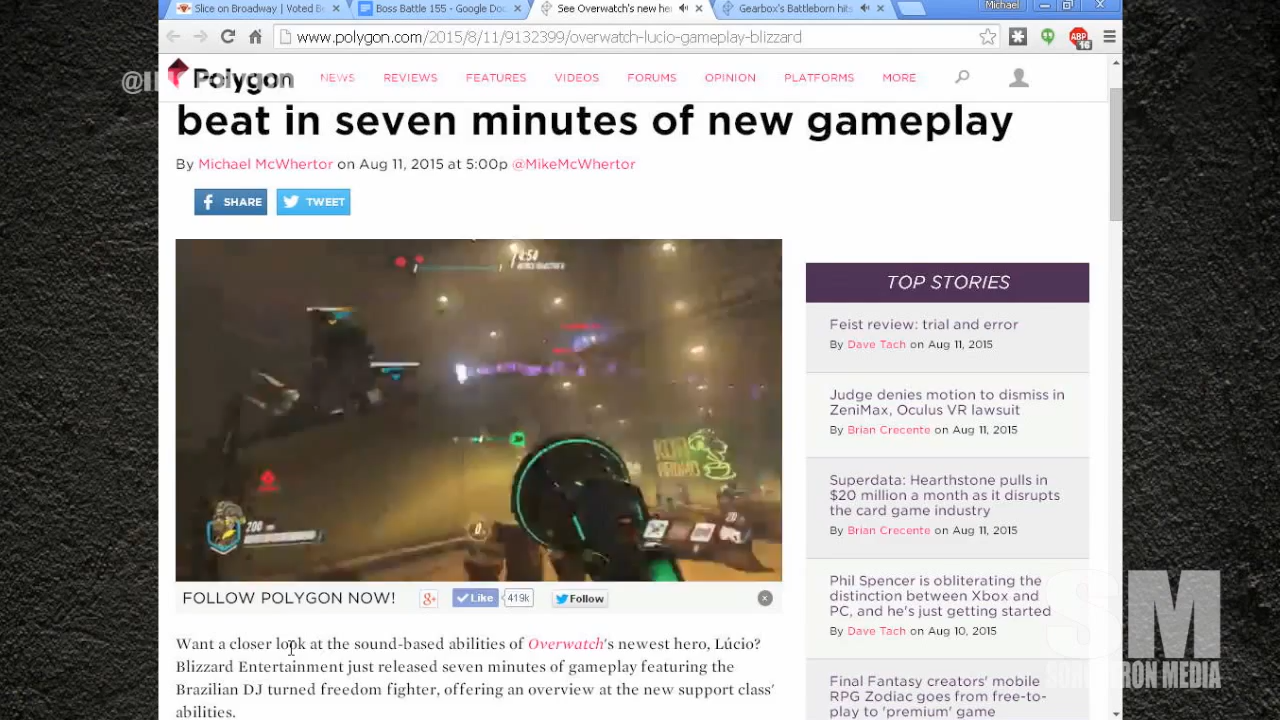 Slice on Broadway | Voted B
Boss Battle 155 - Google Doc
See Overwatch's new he
Gearbox's Battleborn hits
Michael
www.polygon.com/2015/8/11/9132399/overwatch-lucio-gameplay-blizzard
ABP
16
Polygon
NEWS REVIEWS FEATURES VIDEOS FORUMS OPINION PLATFORMS MORE
beat in seven minutes of new gameplay
By Michael McWhertor on Aug 11, 2015 at 5:00p @MikeMcWhertor
SHARE TWEET
4:54
200
FOLLOW POLYGON NOW! g+ Like 419k Follow
Want a closer look at the sound-based abilities of Overwatch's newest hero, Lúcio?
Blizzard Entertainment just released seven minutes of gameplay featuring the
Brazilian DJ turned freedom fighter, offering an overview at the new support class'
abilities.
TOP STORIES
Feist review: trial and error
By Dave Tach on Aug 11, 2015
Judge denies motion to dismiss in
ZeniMax, Oculus VR lawsuit
By Brian Crecente on Aug 11, 2015
Superdata: Hearthstone pulls in
$20 million a month as it disrupts
the card game industry
By Brian Crecente on Aug 11, 2015
Phil Spencer is obliterating the
distinction between Xbox and
PC, and he's just getting started
By Dave Tach on Aug 10, 2015
Final Fantasy creators' mobile
RPG Zodiac goes from free-to-
play to 'premium' game
SM
MEDIA